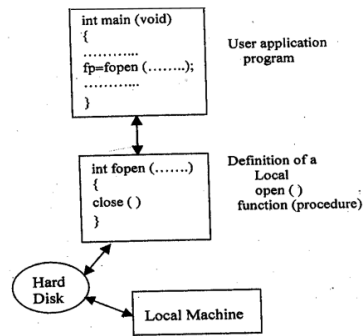 int main (void)
{
...........
fp=fopen (........);
...........
}
User application
program
int fopen (.......)
{
close ( )
}
Definition of a
Local
open ( )
function (procedure)
Hard
Disk
Local Machine